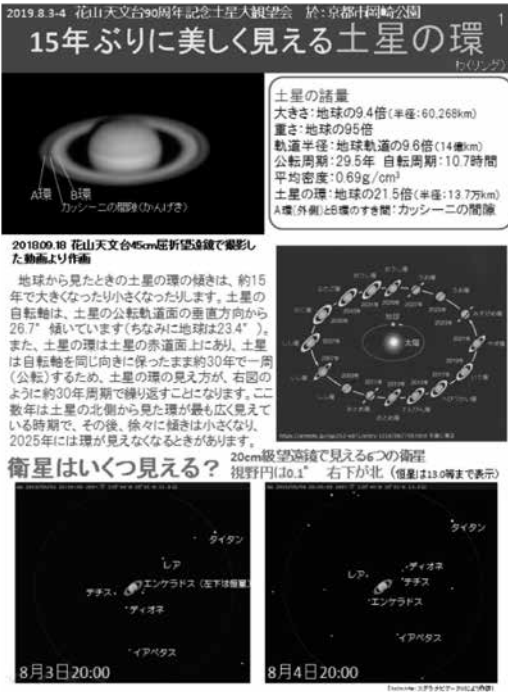 2019.8.3-4 花山天文台90周年記念土星大観望会 於:京都市岡崎公園
1
15年ぶりに美しく見える土星の環
わ(リング)
A環
B環
カッシーニの間隙(かんげき)
土星の諸量
大きさ:地球の9.4倍(半径:60,268km)
重さ:地球の95倍
軌道半径:地球軌道の9.6倍(14億km)
公転周期:29.5年 自転周期:10.7時間
平均密度:0.69g/cm³
土星の環:地球の21.5倍(半径:13.7万km)
A環(外側)とB環のすき間:カッシーニの間隙
2018.09.18 花山天文台45cm屈折望遠鏡で撮影し
た動画より作画
地球から見たときの土星の環の傾きは、約15
年で大きくなったり小さくなったりします。土星の
自転軸は、土星の公転軌道面の垂直方向から
26.7°傾いています(ちなみに地球は23.4°)。
また、土星の環は土星の赤道面上にあり、土星
は自転軸を同じ向きに保ったまま約30年で一周
(公転)するため、土星の環の見え方が、右図の
ように約30年周期で繰り返すことになります。ここ
数年は土星の北側から見た環が最も広く見えて
いる時期で、その後、徐々に傾きは小さくなり、
2025年には環が見えなくなるときがあります。
地球
太陽
衛星はいくつ見える?
20cm級望遠鏡で見える6つの衛星
視野円は0.1° 右下が北 (恒星は13.0等まで表示)
タイタン
レア
エンケラドス (左下は恒星)
テチス
ディオネ
イアペタス
8月3日20:00
タイタン
ディオネ
レア
テチス
エンケラドス
イアペタス
8月4日20:00